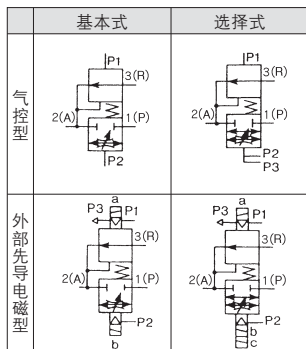 基本式 选择式
气控型
P1
3(R)
2(A) 1(P)
P2
P1
3(R)
2(A) 1(P)
P2
P3
外部先导电磁型
a
P3 P1
3(R)
2(A) 1(P)
P2
b
a
P3 P1
3(R)
2(A) 1(P)
P2
b
c